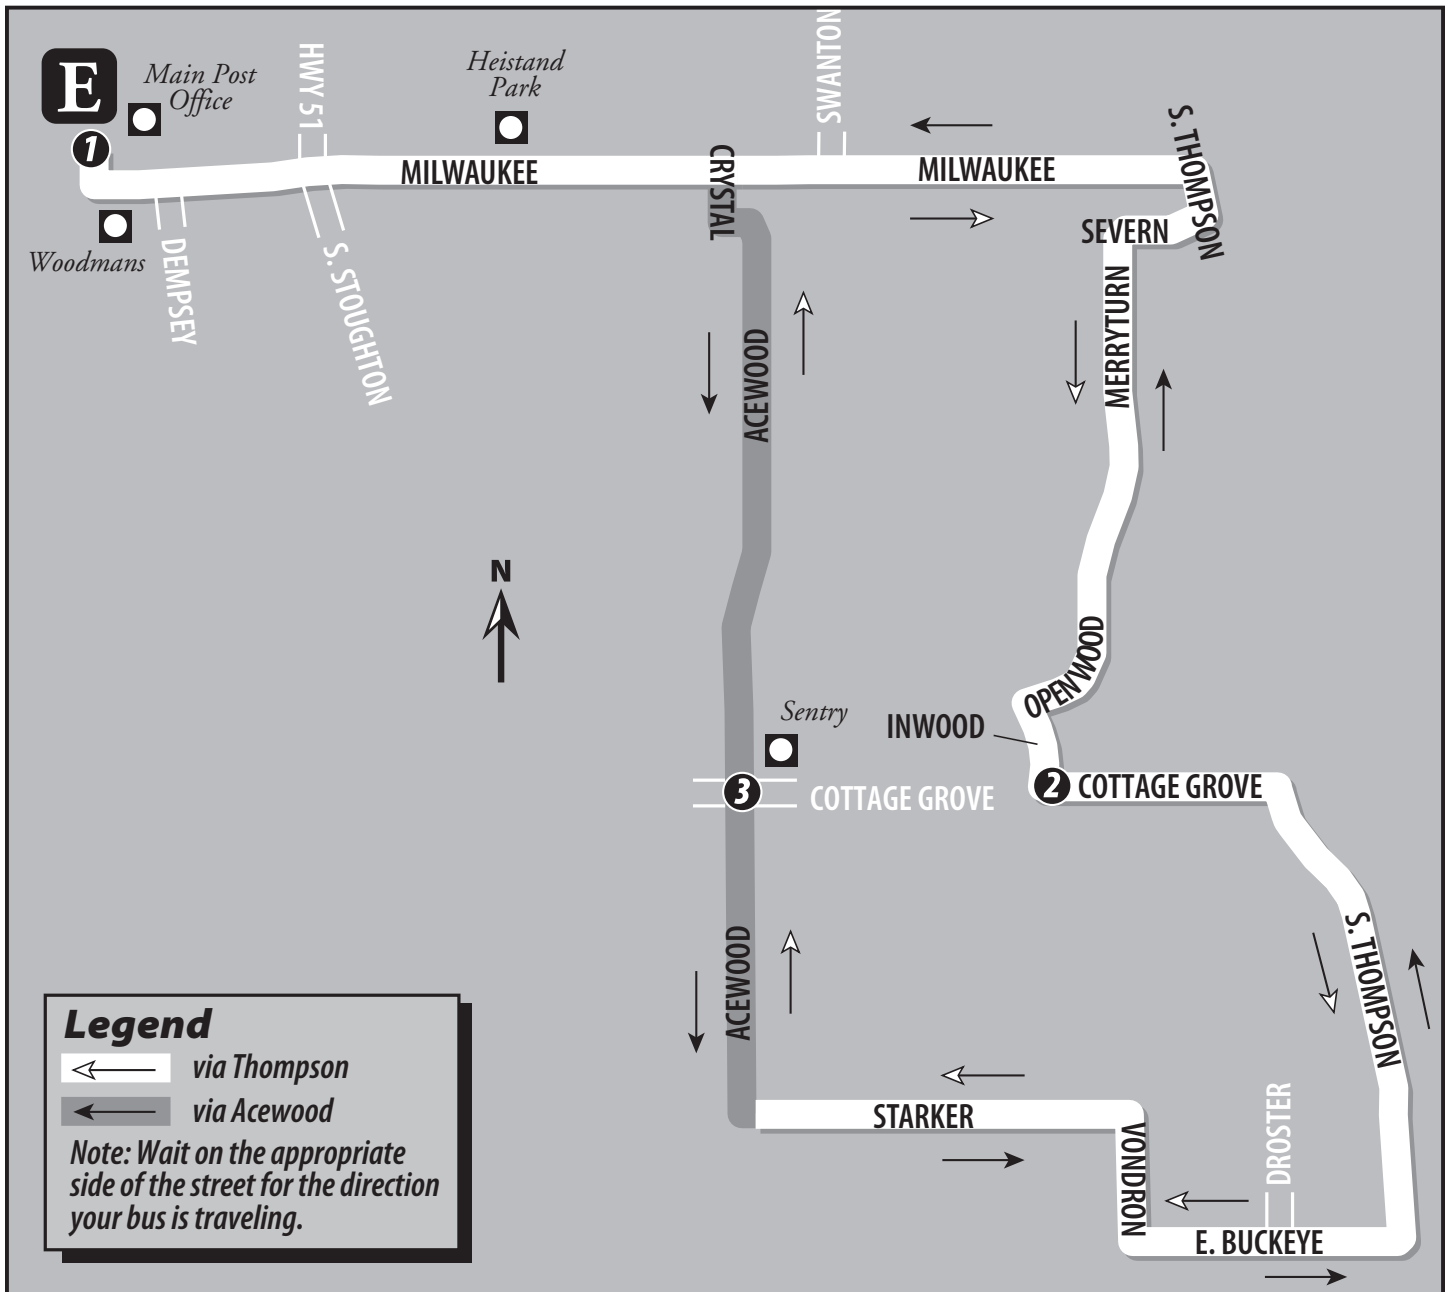 E
Main Post
Office
HWY 51
Heistand
Park
SWANTON
S. THOMPSON
1
MILWAUKEE
CRYSTAL
MILWAUKEE
SEVERN
Woodmans
DEMPSEY
S. STOUGHTON
MERRYTURN
ACEWOOD
N
OPENWOOD
Sentry
INWOOD
3
COTTAGE GROVE
2
COTTAGE GROVE
S. THOMPSON
ACEWOOD
Legend
via Thompson
via Acewood
Note: Wait on the appropriate
side of the street for the direction
your bus is traveling.
STARKER
VONDRON
DROSTER
E. BUCKEYE